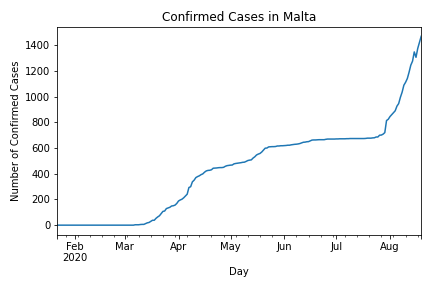 Confirmed Cases in Malta
Number of Confirmed Cases
1400
1200
1000
800
600
400
200
0
Feb Mar Apr May Jun Jul Aug
2020
Day